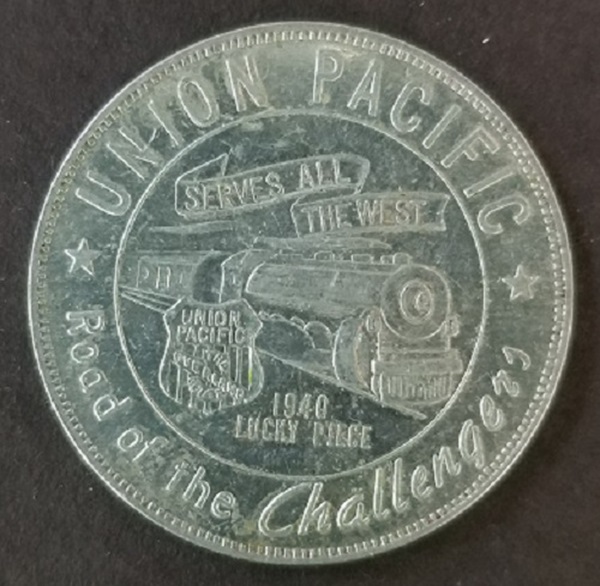 UNION PACIFIC
SERVES ALL
THE WEST
UNION
PACIFIC
1940
LUCKY PIECE
Road of the Challengers